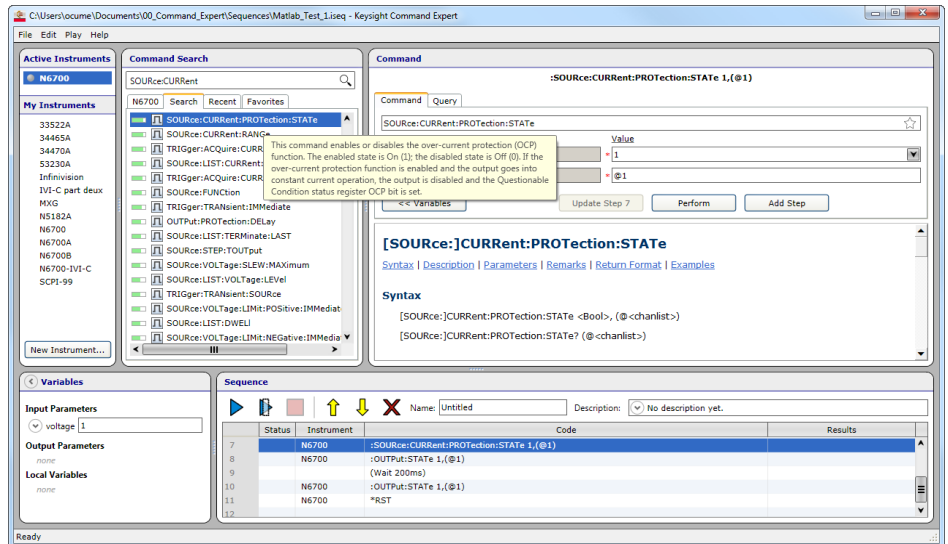 C:\Users\ocume\Documents\00_Command_Expert\Sequences\Matlab_Test_1.iseq - Keysight Command Expert
File Edit Play Help
Active Instruments
N6700
My Instruments
33522A
34465A
34470A
53230A
Infinivision
IVI-C part deux
MXG
N5182A
N6700
N6700A
N6700B
N6700-IVI-C
SCPI-99
New Instrument...
Command Search
SOURce:CURRent
N6700 Search Recent Favorites
SOURce:CURRent:PROTection:STATe
SOURce:CURRent:RANGe
TRIGger:ACQuire:CURR
SOURce:LIST:CURRent:
TRIGger:ACQuire:CURR
SOURce:FUNCtion
TRIGger:TRANsient:IMMediate
OUTPut:PROTection:DELay
SOURce:LIST:TERMinate:LAST
SOURce:STEP:TOUTput
SOURce:VOLTage:SLEW:MAXimum
SOURce:LIST:VOLTage:LEVel
TRIGger:TRANsient:SOURce
SOURce:VOLTage:LIMit:POSitive:IMMediat
SOURce:LIST:DWELl
SOURce:VOLTage:LIMit:NEGative:IMMedia
This command enables or disables the over-current protection (OCP)
function. The enabled state is On (1); the disabled state is Off (0). If the
over-current protection function is enabled and the output goes into
constant current operation, the output is disabled and the Questionable
Condition status register OCP bit is set.
Command
:SOURce:CURRent:PROTection:STATe 1,(@1)
Command Query
SOURce:CURRent:PROTection:STATe
Value
* 1
* @1
<< Variables Update Step 7 Perform Add Step
[SOURce:]CURRent:PROTection:STATe
Syntax | Description | Parameters | Remarks | Return Format | Examples
Syntax
[SOURce:]CURRent:PROTection:STATe <Bool>, (@<chanlist>)
[SOURce:]CURRent:PROTection:STATe? (@<chanlist>)
Variables
Input Parameters
voltage 1
Output Parameters
none
Local Variables
none
Sequence
Name: Untitled Description: No description yet.
Status Instrument Code Results
7 N6700 :SOURce:CURRent:PROTection:STATe 1,(@1)
8 N6700 :OUTPut:STATe 1,(@1)
9 (Wait 200ms)
10 N6700 :OUTPut:STATe 1,(@1)
11 N6700 *RST
12
Ready